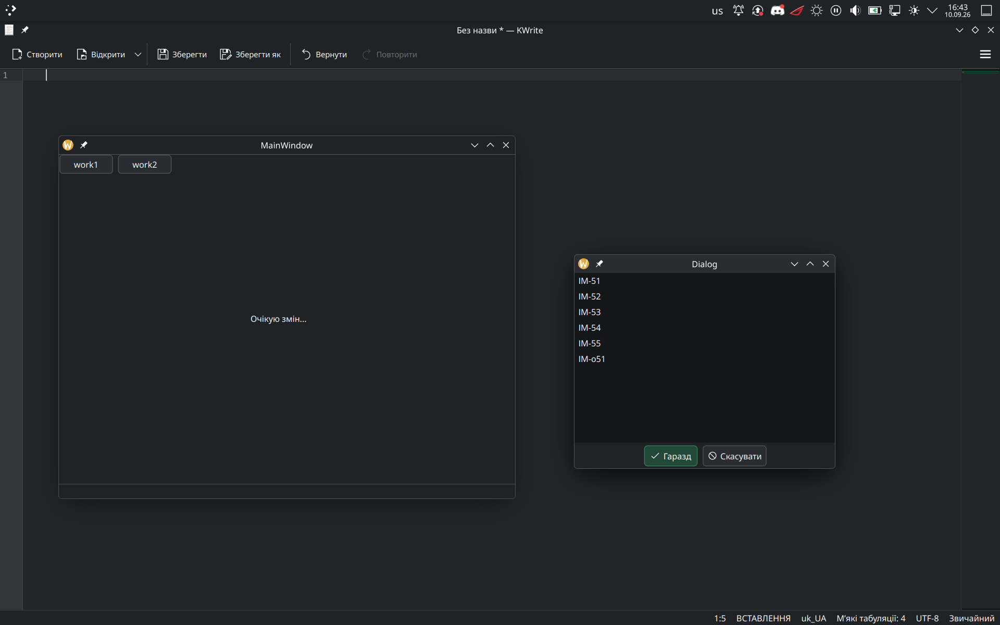 us
16:43
10.09.26
Без назви * — KWrite
Створити Відкрити Зберегти Зберегти як Вернути Повторити
1
MainWindow
work1 work2
Очікую змін...
Dialog
IM-51
IM-52
IM-53
IM-54
IM-55
IM-o51
Гаразд Скасувати
1:5 ВСТАВЛЕННЯ uk_UA М’які табуляції: 4 UTF-8 Звичайний